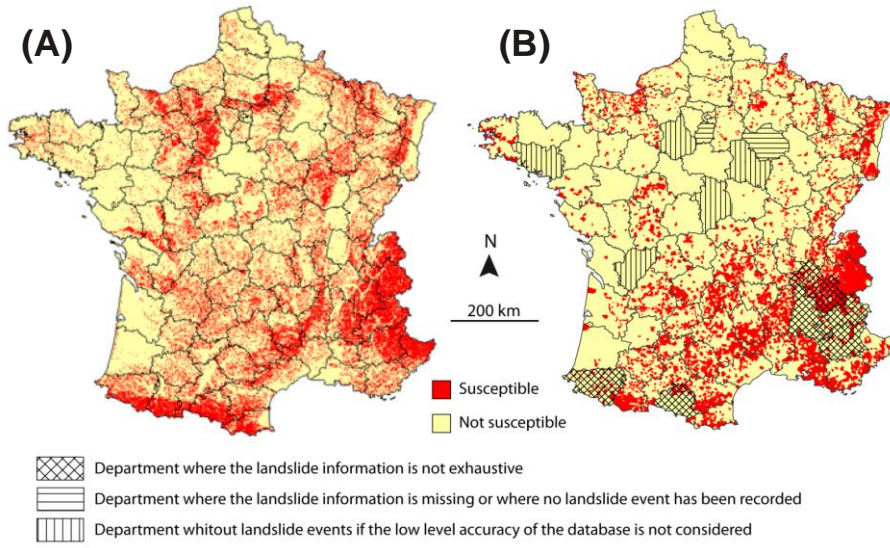 (A)
(B)
N
200 km
Susceptible
Not susceptible
Department where the landslide information is not exhaustive
Department where the landslide information is missing or where no landslide event has been recorded
Department whitout landslide events if the low level accuracy of the database is not considered